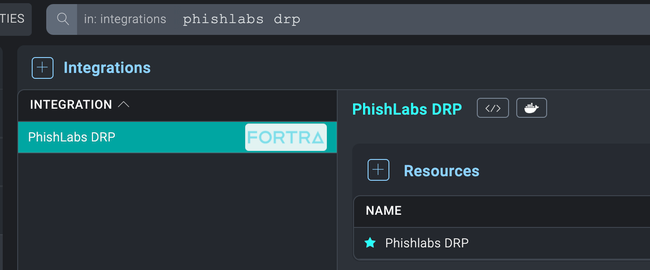 TIES
in: integrations phishlabs drp
Integrations
INTEGRATION
PhishLabs DRP
FORTRA
PhishLabs DRP
</>
Resources
NAME
Phishlabs DRP